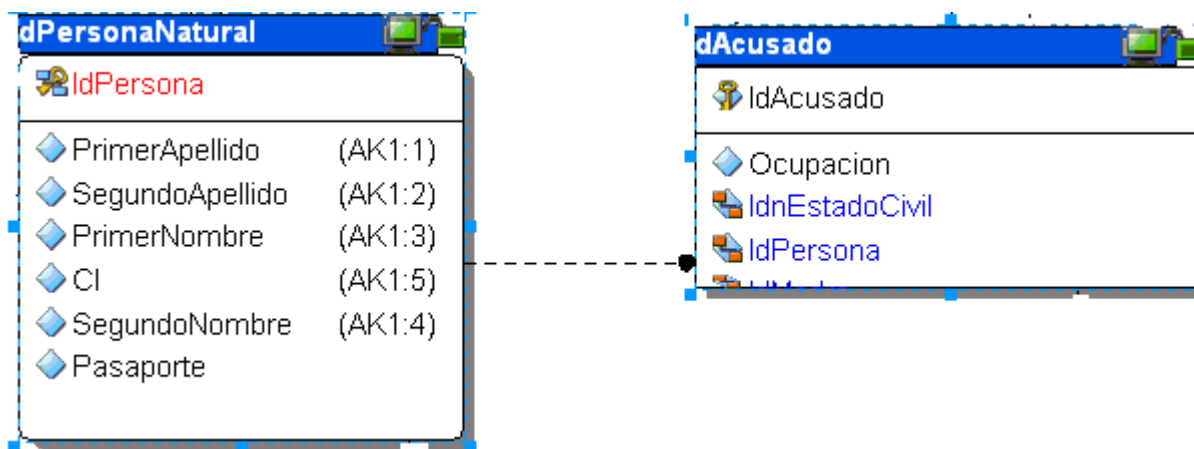 dPersonaNatural
IdPersona
PrimerApellido (AK1:1)
SegundoApellido (AK1:2)
PrimerNombre (AK1:3)
CI (AK1:5)
SegundoNombre (AK1:4)
Pasaporte
dAcusado
IdAcusado
Ocupacion
IdnEstadoCivil
IdPersona